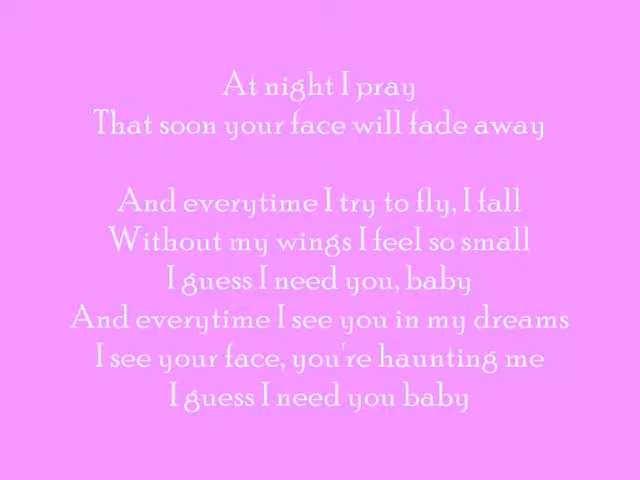 At night I pray
That soon your face will fade away
And everytime I try to fly, I fall
Without my wings I feel so small
I guess I need you, baby
And everytime I see you in my dreams
I see your face, you're haunting me
I guess I need you baby